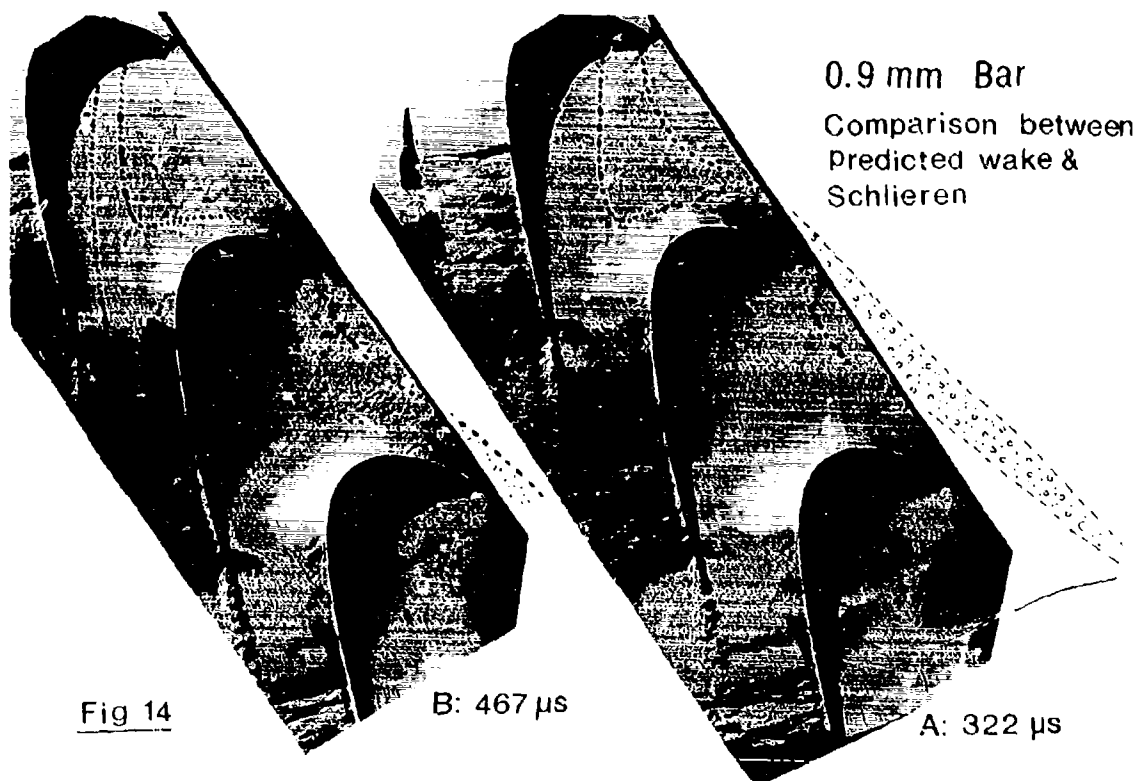 0.9 mm Bar
Comparison between
predicted wake &
Schlieren
Fig 14
B: 467 µs
A: 322 µs